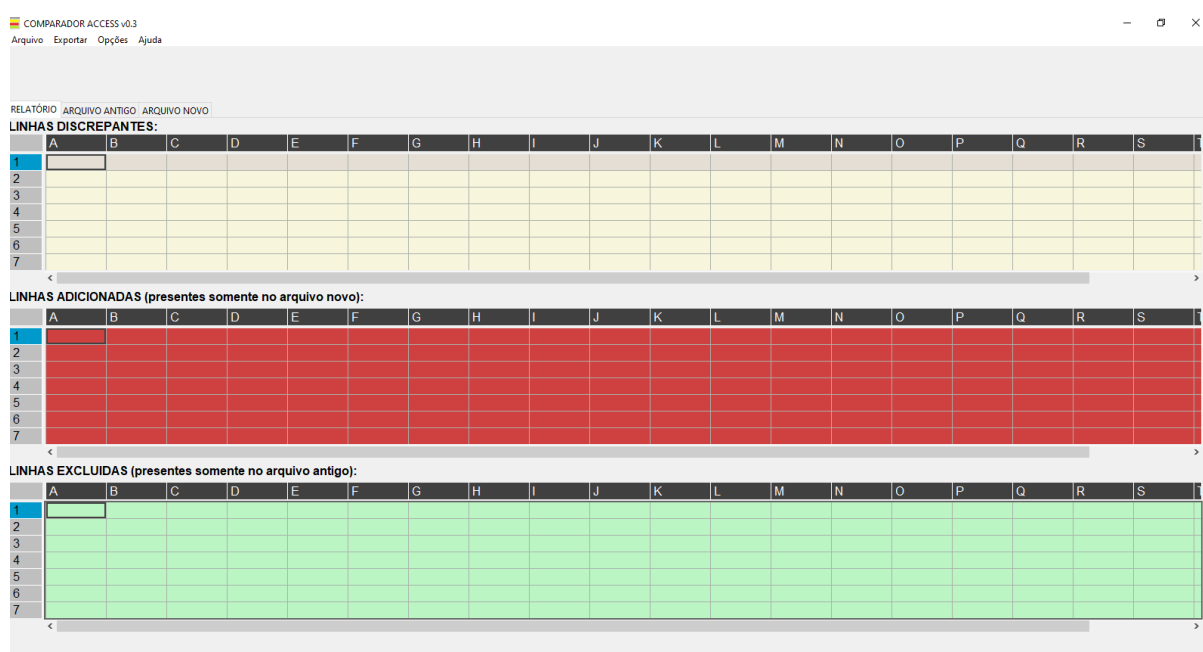 COMPARADOR ACCESS v0.3
Arquivo Exportar Opções Ajuda
RELATÓRIO ARQUIVO ANTIGO ARQUIVO NOVO
LINHAS DISCREPANTES:
A B C D E F G H I J K L M N O P Q R S T
1
2
3
4
5
6
7
LINHAS ADICIONADAS (presentes somente no arquivo novo):
A B C D E F G H I J K L M N O P Q R S T
1
2
3
4
5
6
7
LINHAS EXCLUIDAS (presentes somente no arquivo antigo):
A B C D E F G H I J K L M N O P Q R S T
1
2
3
4
5
6
7